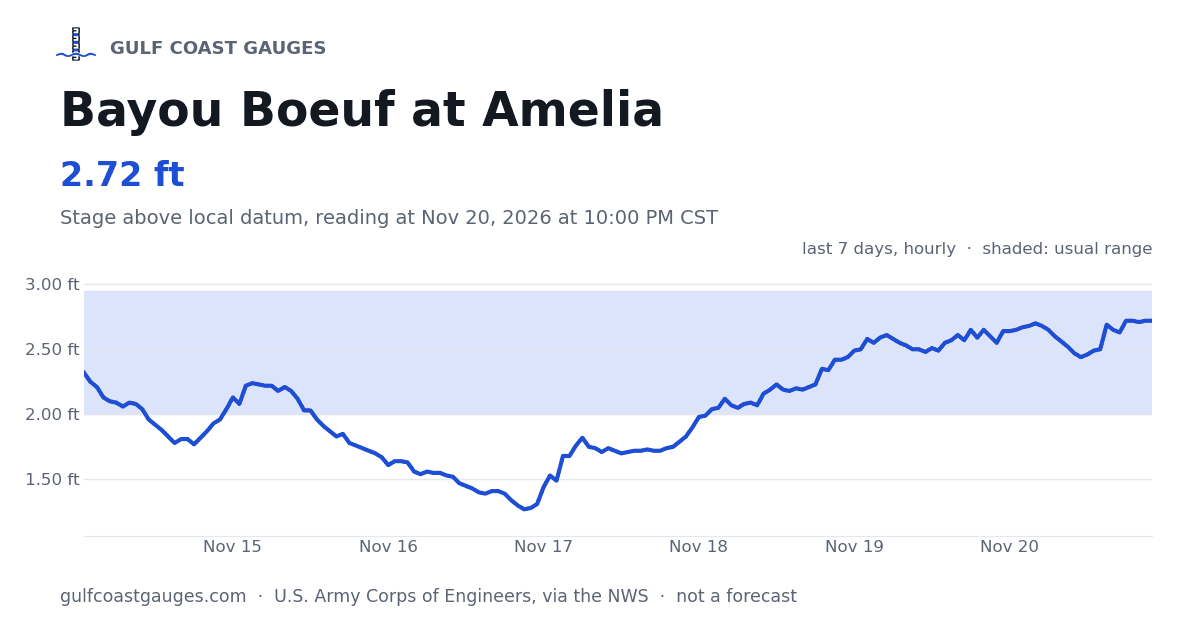 GULF COAST GAUGES
Bayou Boeuf at Amelia
2.72 ft
Stage above local datum, reading at Nov 20, 2026 at 10:00 PM CST
last 7 days, hourly · shaded: usual range
3.00 ft
2.50 ft
2.00 ft
1.50 ft
Nov 15 Nov 16 Nov 17 Nov 18 Nov 19 Nov 20
gulfcoastgauges.com · U.S. Army Corps of Engineers, via the NWS · not a forecast